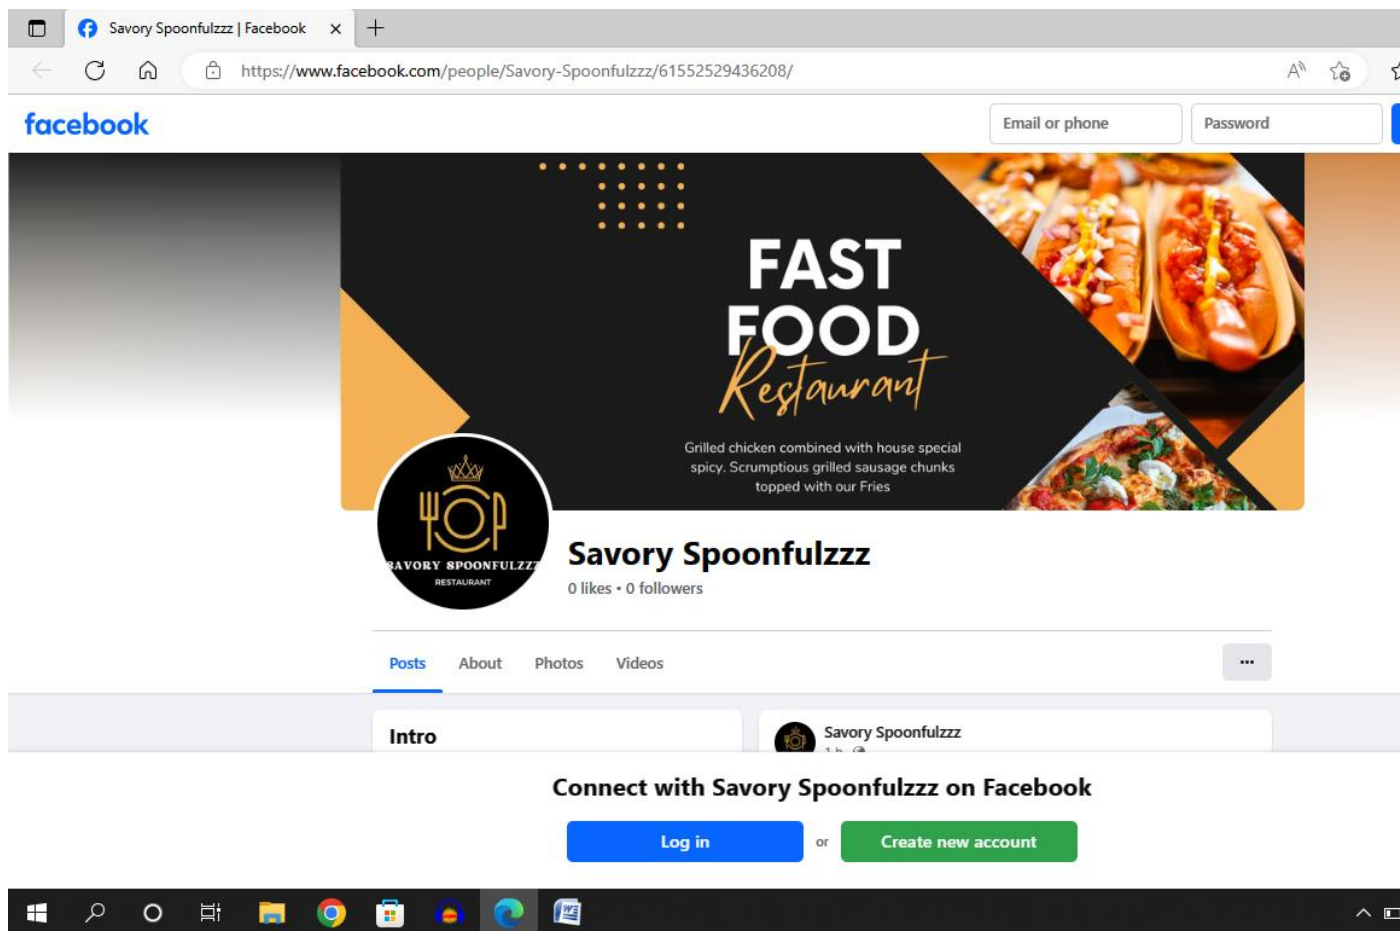 Savory Spoonfulzzz | Facebook
https://www.facebook.com/people/Savory-Spoonfulzzz/61552529436208/
facebook
Email or phone
Password
FAST
FOOD
Restaurant
Grilled chicken combined with house special
spicy. Scrumptious grilled sausage chunks
topped with our Fries
SAVORY SPOONFULZZZ
RESTAURANT
Savory Spoonfulzzz
0 likes • 0 followers
Posts
About
Photos
Videos
Intro
Savory Spoonfulzzz
Connect with Savory Spoonfulzzz on Facebook
Log in
or
Create new account